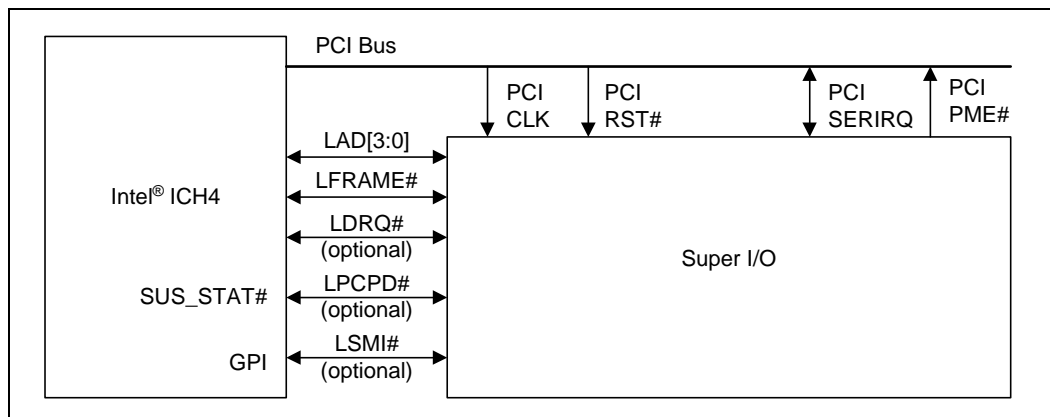 PCI Bus
PCI
CLK
PCI
RST#
PCI
SERIRQ
PCI
PME#
LAD[3:0]
LFRAME#
Intel® ICH4
LDRQ#
(optional)
Super I/O
SUS_STAT#
LPCPD#
(optional)
GPI
LSMI#
(optional)